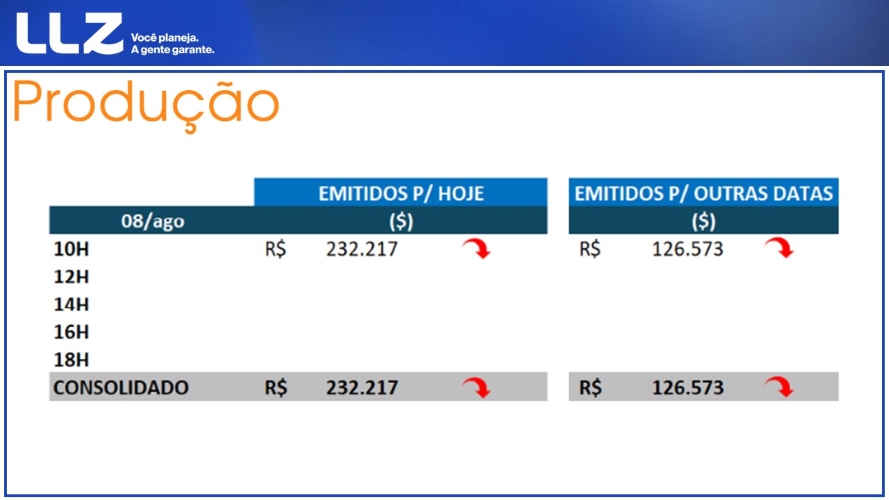 LLZ
Você planeja.
A gente garante.
Produção
EMITIDOS P/ HOJE EMITIDOS P/ OUTRAS DATAS
08/ago ($) ($)
10H R$ 232.217 R$ 126.573
12H
14H
16H
18H
CONSOLIDADO R$ 232.217 R$ 126.573